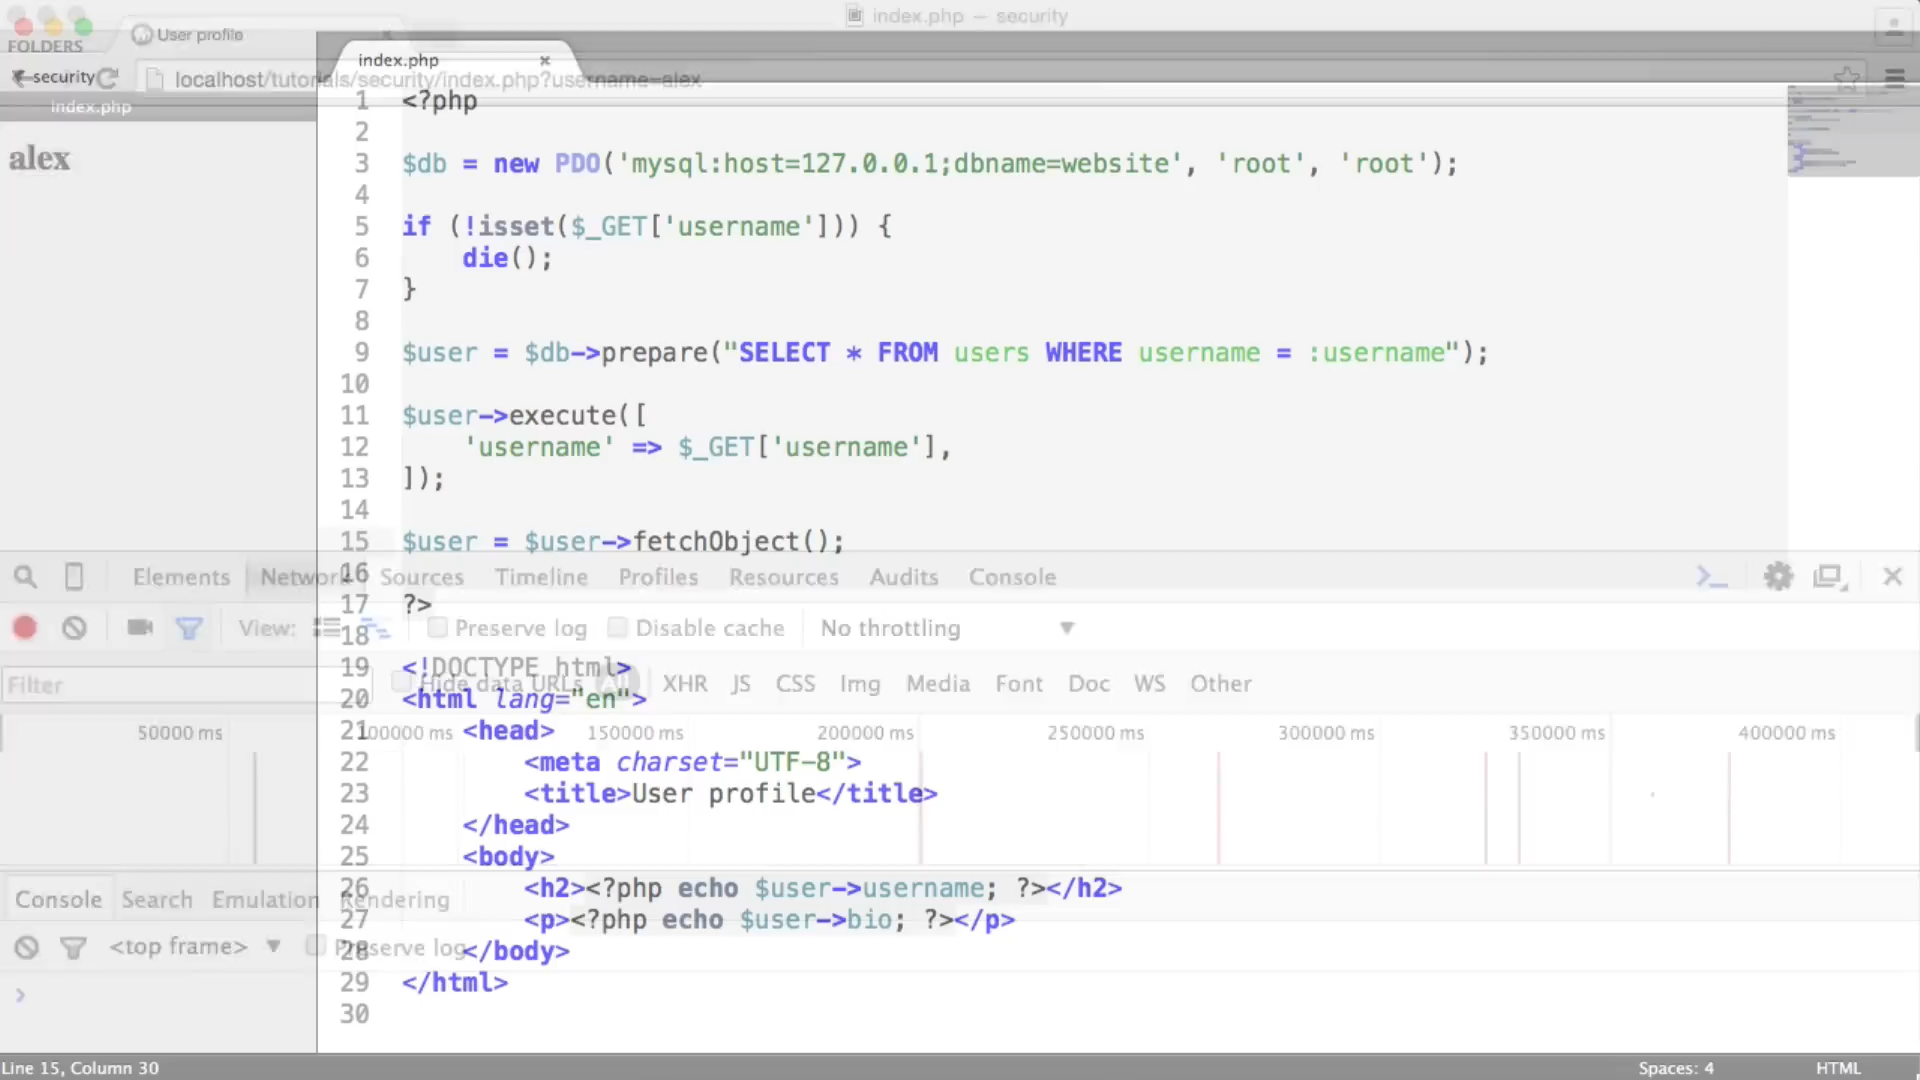 index.php — security
User profile
FOLDERS
index.php
security
localhost/tutorials/security/index.php?username=alex
index.php
alex
1 <?php
2
3 $db = new PDO('mysql:host=127.0.0.1;dbname=website', 'root', 'root');
4
5 if (!isset($_GET['username'])) {
6 die();
7 }
8
9 $user = $db->prepare("SELECT * FROM users WHERE username = :username");
10
11 $user->execute([
12 'username' => $_GET['username'],
13 ]);
14
15 $user = $user->fetchObject();
16
Elements Network Sources Timeline Profiles Resources Audits Console
17 ?>
View: Preserve log Disable cache No throttling
18
19 <!DOCTYPE html>
Filter Hide data URLs All XHR JS CSS Img Media Font Doc WS Other
20 <html lang="en">
21 <head>
50000 ms 100000 ms 150000 ms 200000 ms 250000 ms 300000 ms 350000 ms 400000 ms
22 <meta charset="UTF-8">
23 <title>User profile</title>
24 </head>
25 <body>
26 <h2><?php echo $user->username; ?></h2>
Console Search Emulation Rendering
27 <p><?php echo $user->bio; ?></p>
<top frame> Preserve log
28 </body>
29 </html>
30
Line 15, Column 30
Spaces: 4
HTML